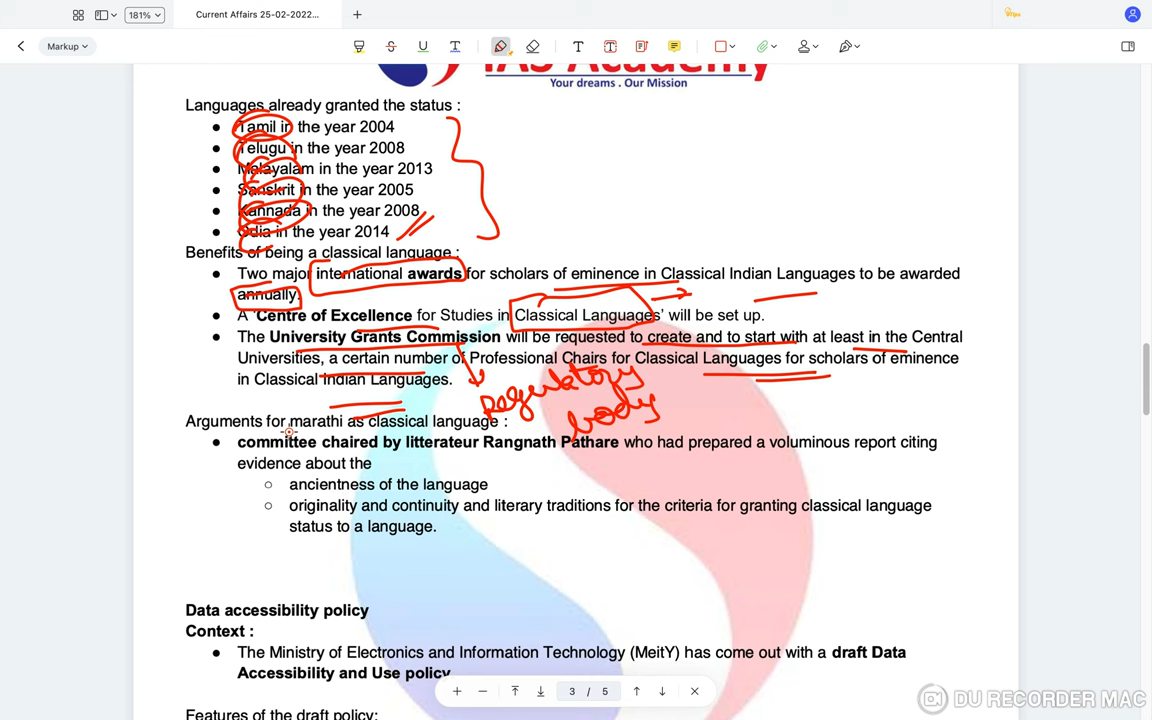 181%
Current Affairs 25-02-2022...
Markup
IAS Academy
Your dreams . Our Mission
Languages already granted the status :
● Tamil in the year 2004
● Telugu in the year 2008
● Malayalam in the year 2013
● Sanskrit in the year 2005
● Kannada in the year 2008
● Odia in the year 2014
Benefits of being a classical language :
● Two major international awards for scholars of eminence in Classical Indian Languages to be awarded
annually.
● A 'Centre of Excellence for Studies in Classical Languages' will be set up.
● The University Grants Commission will be requested to create and to start with at least in the Central
Universities, a certain number of Professional Chairs for Classical Languages for scholars of eminence
in Classical Indian Languages.
Regulatory
body
Arguments for marathi as classical language :
● committee chaired by litterateur Rangnath Pathare who had prepared a voluminous report citing
evidence about the
○ ancientness of the language
○ originality and continuity and literary traditions for the criteria for granting classical language
status to a language.
Data accessibility policy
Context :
● The Ministry of Electronics and Information Technology (MeitY) has come out with a draft Data
Accessibility and Use policy
3 / 5
Features of the draft policy:
DU RECORDER MAC